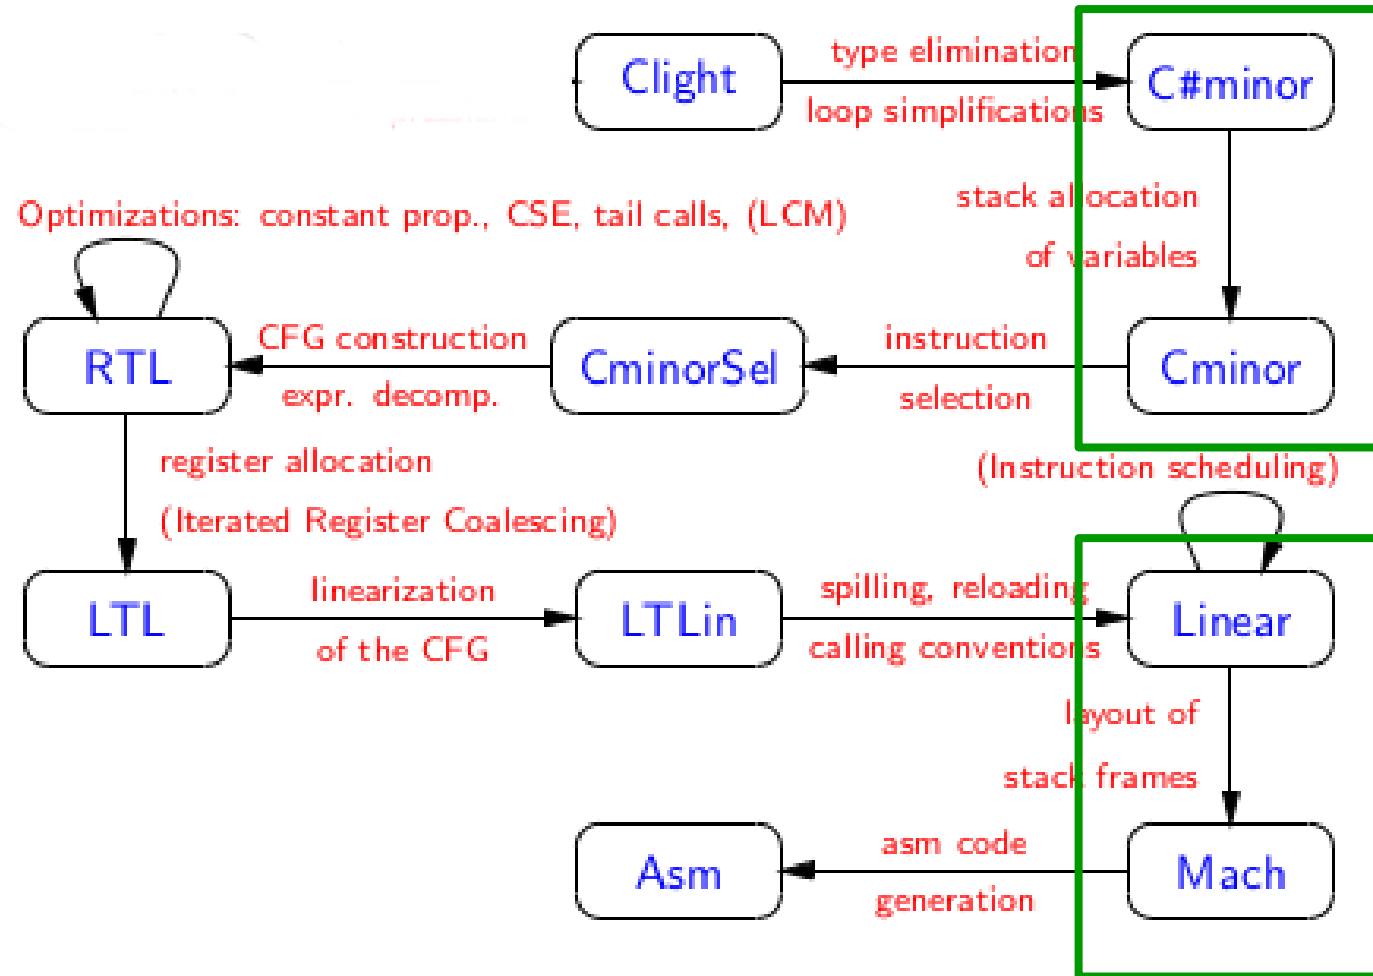 Clight
type elimination
loop simplifications
C#minor
stack allocation
of variables
Optimizations: constant prop., CSE, tail calls, (LCM)
RTL
CFG construction
expr. decomp.
CminorSel
instruction
selection
Cminor
register allocation
(Iterated Register Coalescing)
(Instruction scheduling)
LTL
linearization
of the CFG
LTLin
spilling, reloading
calling conventions
Linear
layout of
stack frames
Asm
asm code
generation
Mach